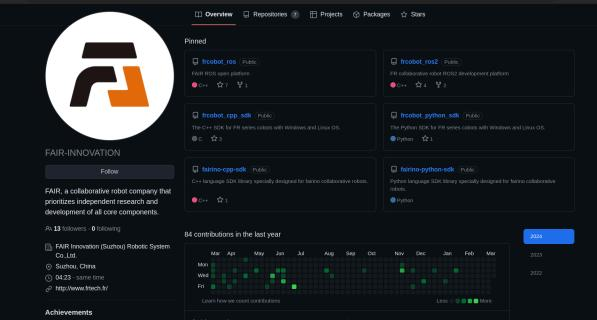 Overview
Repositories 7
Projects
Packages
Stars
FAIR-INNOVATION
Follow
FAIR, a collaborative robot company that
prioritizes independent research and
development of all core components.
13 followers · 0 following
FAIR Innovation (Suzhou) Robotic System
Co.,Ltd.
Suzhou, China
04:23 - same time
http://www.frtech.fr/
Achievements
Pinned
frcobot_ros Public
FAIR ROS open platform
C++ 7 1
frcobot_ros2 Public
FR collaborative robot ROS2 development platform
C++ 4 3
frcobot_cpp_sdk Public
The C++ SDK for FR series cobots with Windows and Linux OS.
C 3
frcobot_python_sdk Public
The Python SDK for FR series cobots with Windows and Linux OS.
Python 1
fairino-cpp-sdk Public
C++ language SDK library specially designed for fairino collaborative robots.
C++ 1
fairino-python-sdk Public
Python language SDK library specially designed for fairino collaborative
robots.
Python
84 contributions in the last year
Mar Apr May Jun Jul Aug Sep Oct Nov Dec Jan Feb Mar
Mon
Wed
Fri
Learn how we count contributions
Less More
2024
2023
2022